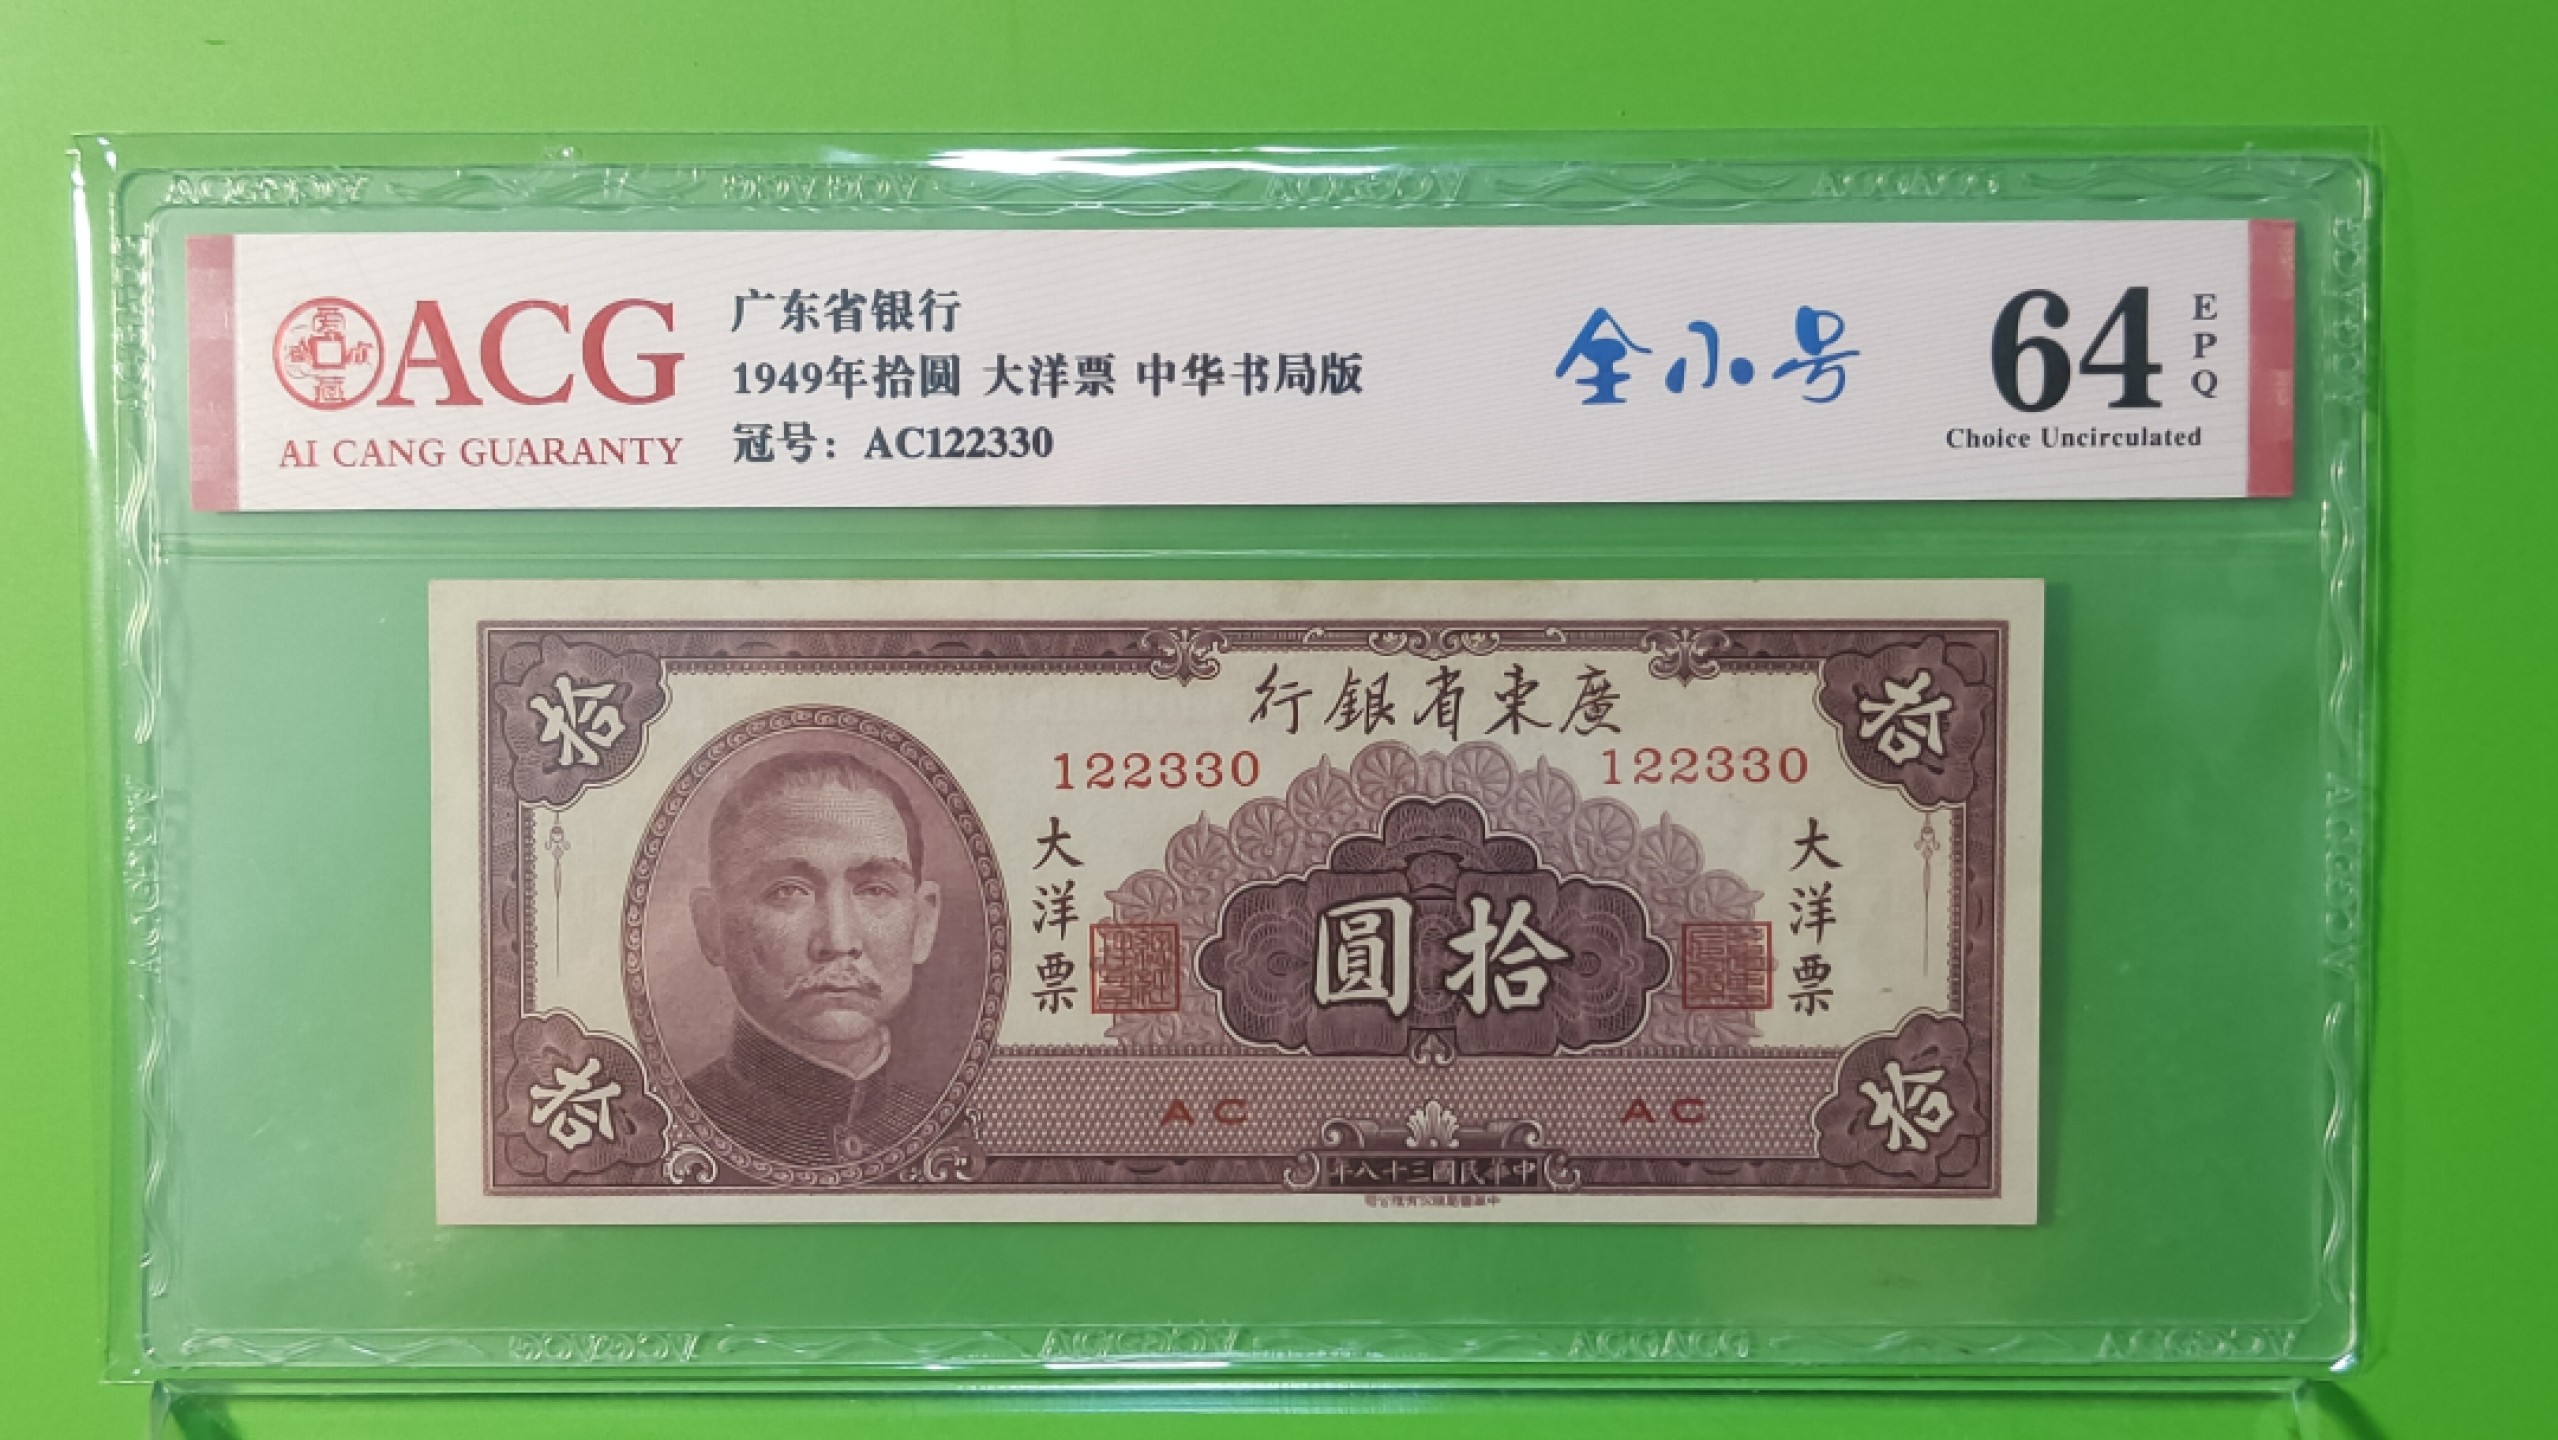 ACG
AI CANG GUARANTY
广东省银行
1949年拾圆 大洋票 中华书局版
冠号：AC122330
全小号
64
EPQ
Choice Uncirculated
廣東省銀行
拾
拾
122330
122330
大洋票
大洋票
拾圓
AC
AC
拾
拾
中華民國三十八年